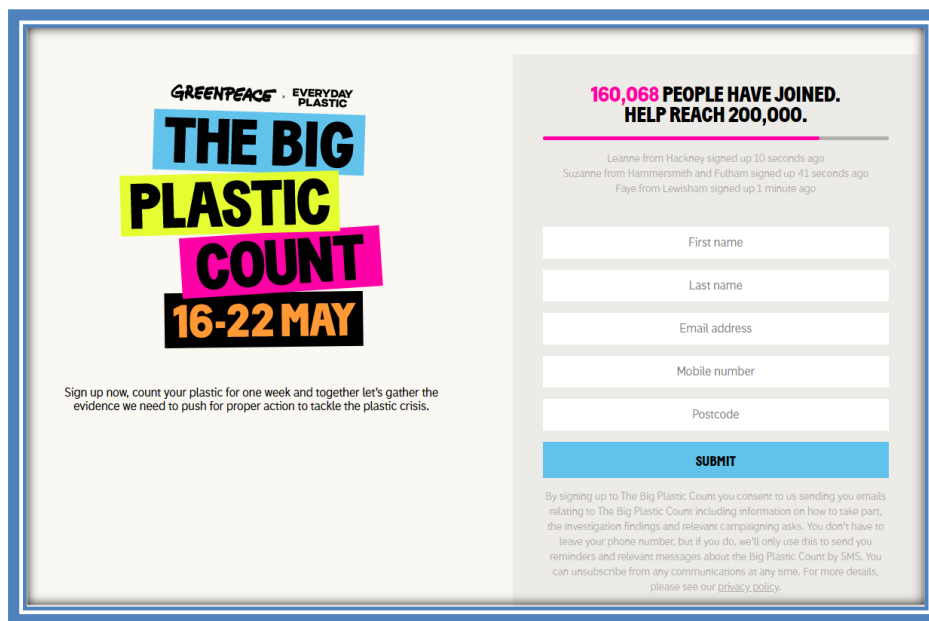 GREENPEACE x EVERYDAY
PLASTIC
THE BIG
PLASTIC
COUNT
16-22 MAY
Sign up now, count your plastic for one week and together let's gather the
evidence we need to push for proper action to tackle the plastic crisis.
160,068 PEOPLE HAVE JOINED.
HELP REACH 200,000.
Leanne from Hackney signed up 10 seconds ago
Suzanne from Hammersmith and Fulham signed up 41 seconds ago
Faye from Lewisham signed up 1 minute ago
First name
Last name
Email address
Mobile number
Postcode
SUBMIT
By signing up to The Big Plastic Count you consent to us sending you emails
relating to The Big Plastic Count including information on how to take part,
the investigation findings and relevant campaigning asks. You don't have to
leave your phone number, but if you do, we'll only use this to send you
reminders and relevant messages about the Big Plastic Count by SMS. You
can unsubscribe from any communications at any time. For more details,
please see our privacy policy.